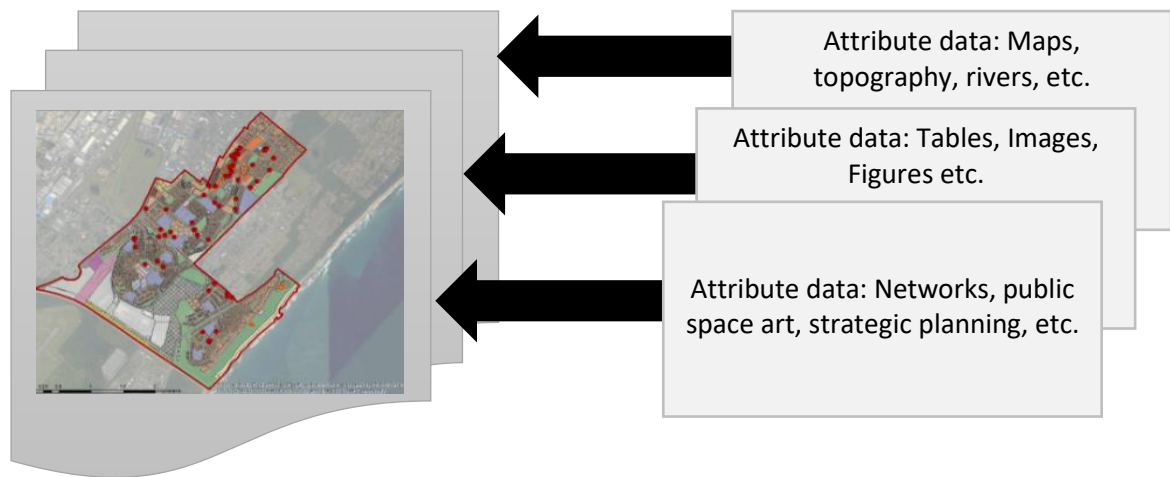 Attribute data: Maps,
topography, rivers, etc.
Attribute data: Tables, Images,
Figures etc.
Attribute data: Networks, public
space art, strategic planning, etc.